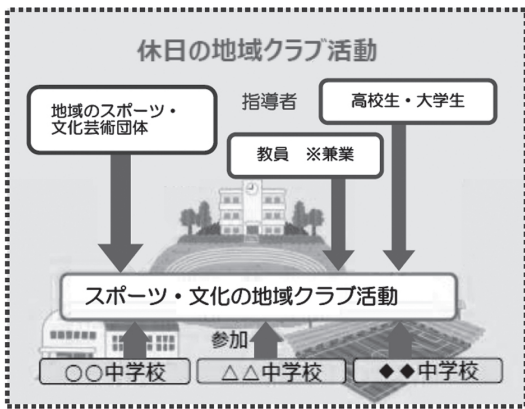 休日の地域クラブ活動
地域のスポーツ・
文化芸術団体
指導者
高校生・大学生
教員　※兼業
スポーツ・文化の地域クラブ活動
参加
○○中学校
△△中学校
◆◆中学校